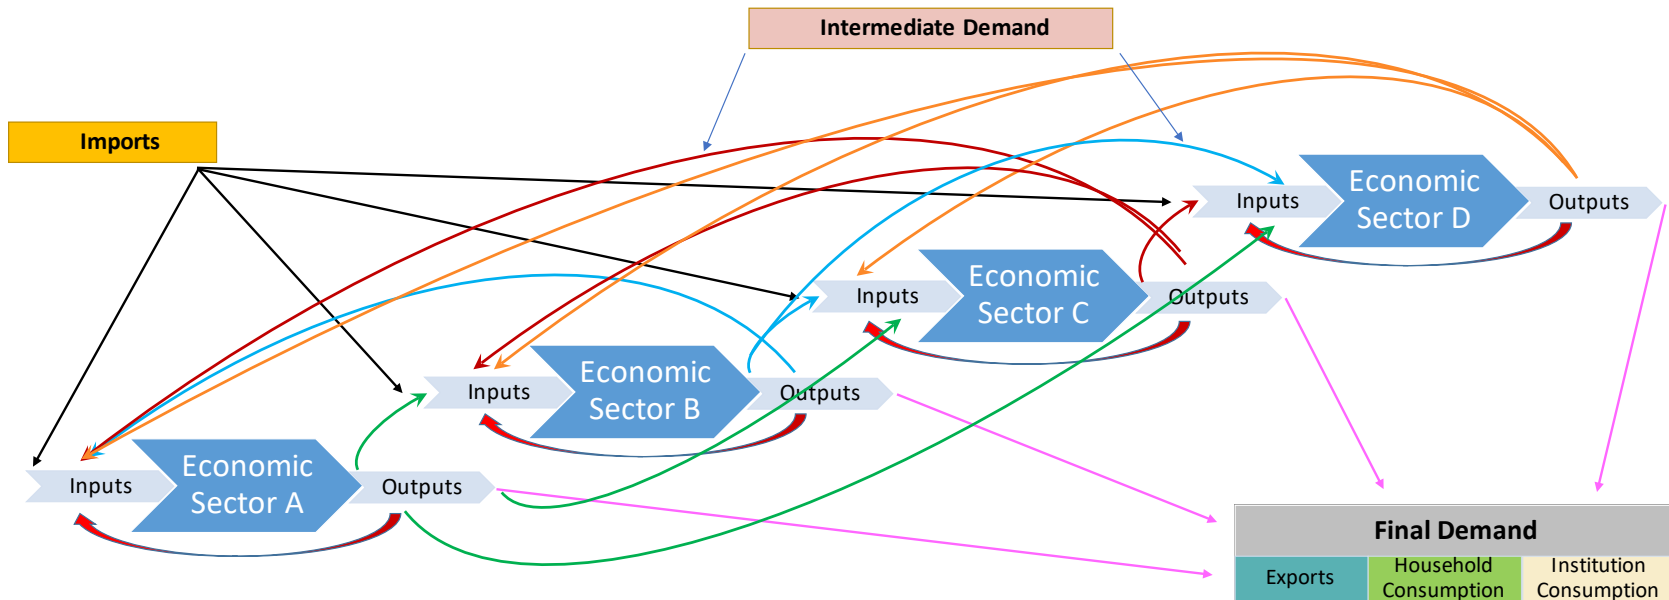 Intermediate Demand
Imports
Inputs
Economic
Sector D
Outputs
Inputs
Economic
Sector C
Outputs
Inputs
Economic
Sector B
Outputs
Inputs
Economic
Sector A
Outputs
Final Demand
Exports
Household
Consumption
Institution
Consumption